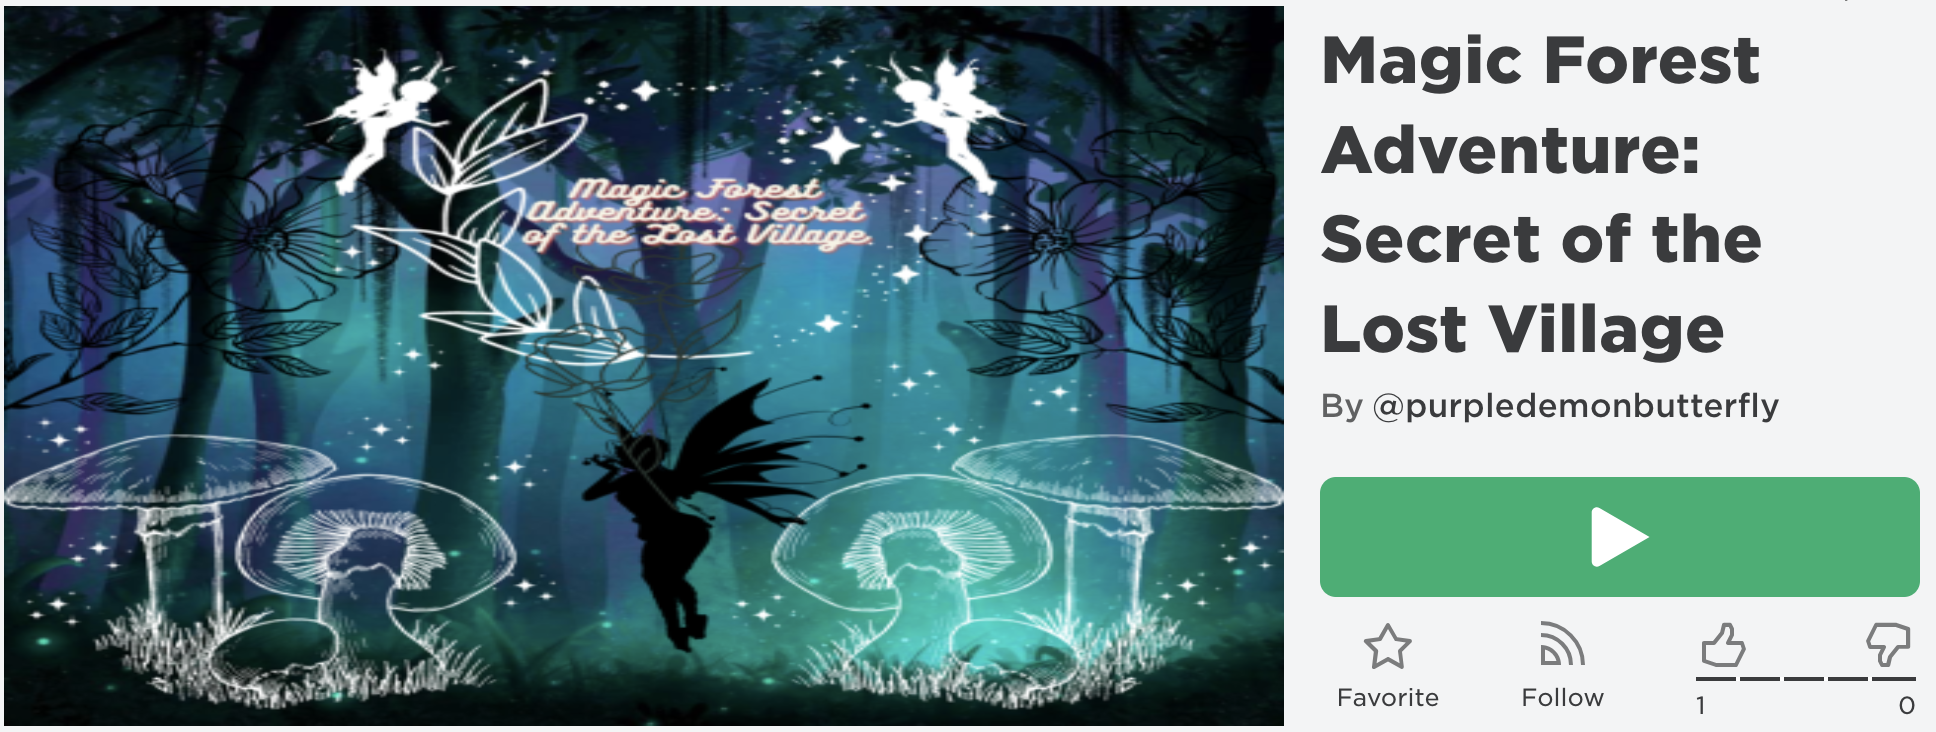 Magic Forest
Adventure: Secret
of the Lost Village.
Magic Forest
Adventure:
Secret of the
Lost Village
By @purpledemonbutterfly
Favorite
Follow
1
0